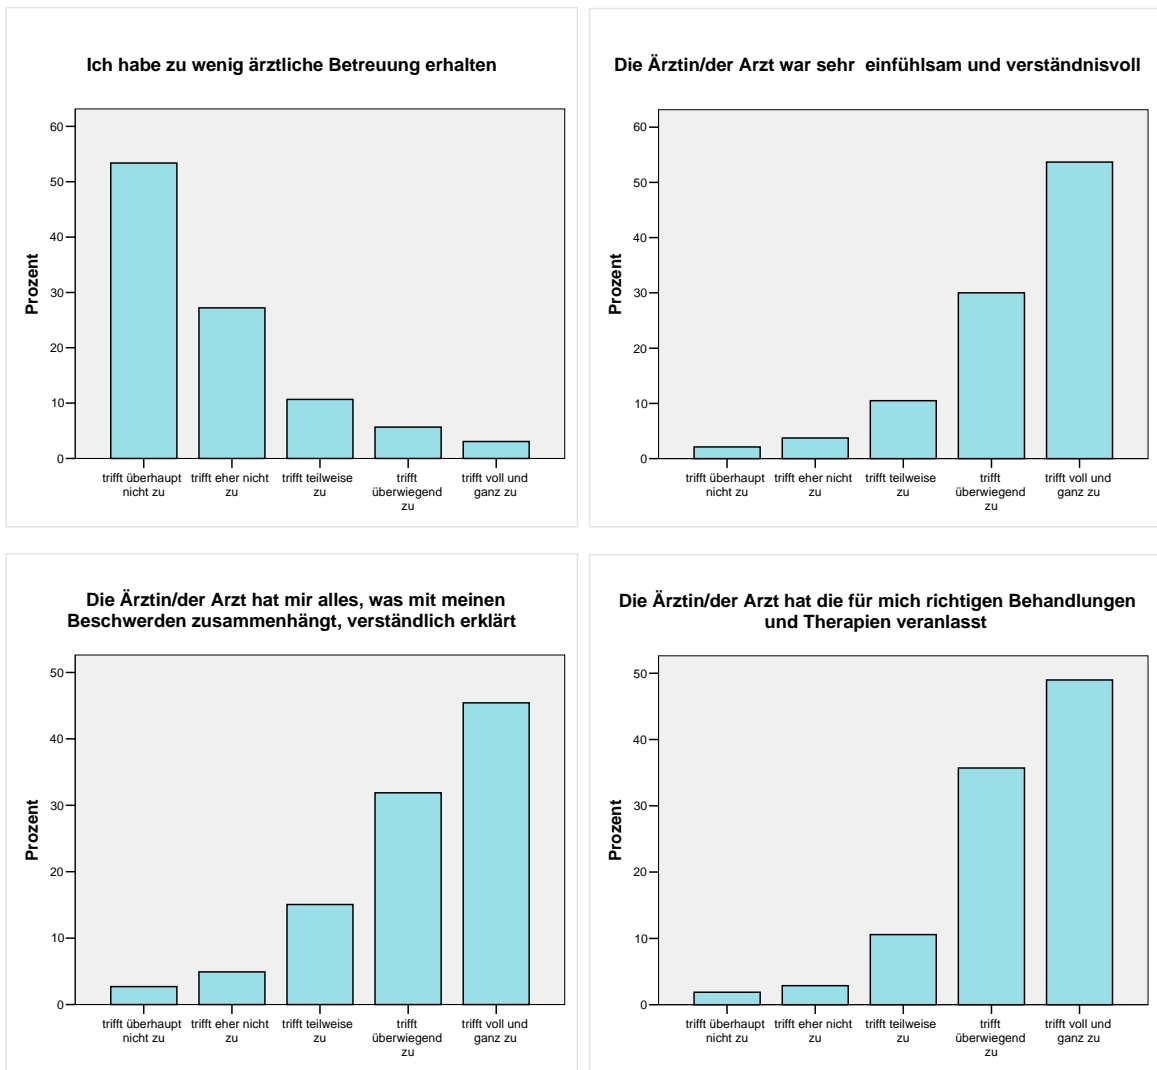 Ich habe zu wenig ärztliche Betreuung erhalten
60
50
40
30
20
10
0
Prozent
trifft überhaupt nicht zu
trifft eher nicht zu
trifft teilweise zu
trifft überwiegend zu
trifft voll und ganz zu
Die Ärztin/der Arzt war sehr einfühlsam und verständnisvoll
60
50
40
30
20
10
0
Prozent
trifft überhaupt nicht zu
trifft eher nicht zu
trifft teilweise zu
trifft überwiegend zu
trifft voll und ganz zu
Die Ärztin/der Arzt hat mir alles, was mit meinen
Beschwerden zusammenhängt, verständlich erklärt
50
40
30
20
10
0
Prozent
trifft überhaupt nicht zu
trifft eher nicht zu
trifft teilweise zu
trifft überwiegend zu
trifft voll und ganz zu
Die Ärztin/der Arzt hat die für mich richtigen Behandlungen
und Therapien veranlasst
50
40
30
20
10
0
Prozent
trifft überhaupt nicht zu
trifft eher nicht zu
trifft teilweise zu
trifft überwiegend zu
trifft voll und ganz zu